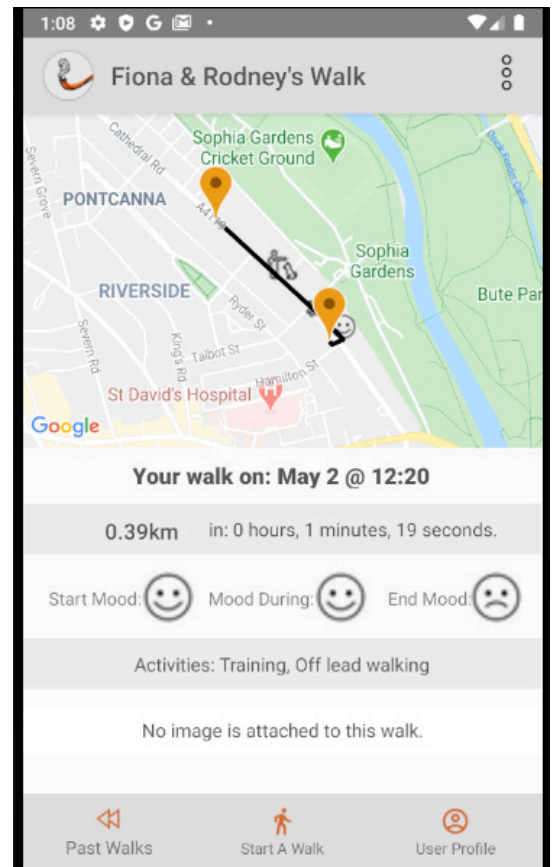 1:08 G
Fiona & Rodney's Walk
Cathedral Rd
Sophia Gardens
Cricket Ground
Severn Grove
PONTCANNA
A4119
Dock Feeder Canal
Sophia
Gardens
RIVERSIDE
Bute Par
Ryder St
Severn Rd
King's Rd
Talbot St
Hamilton St
St David's Hospital
Google
Your walk on: May 2 @ 12:20
0.39km in: 0 hours, 1 minutes, 19 seconds.
Start Mood: Mood During: End Mood:
Activities: Training, Off lead walking
No image is attached to this walk.
Past Walks Start A Walk User Profile